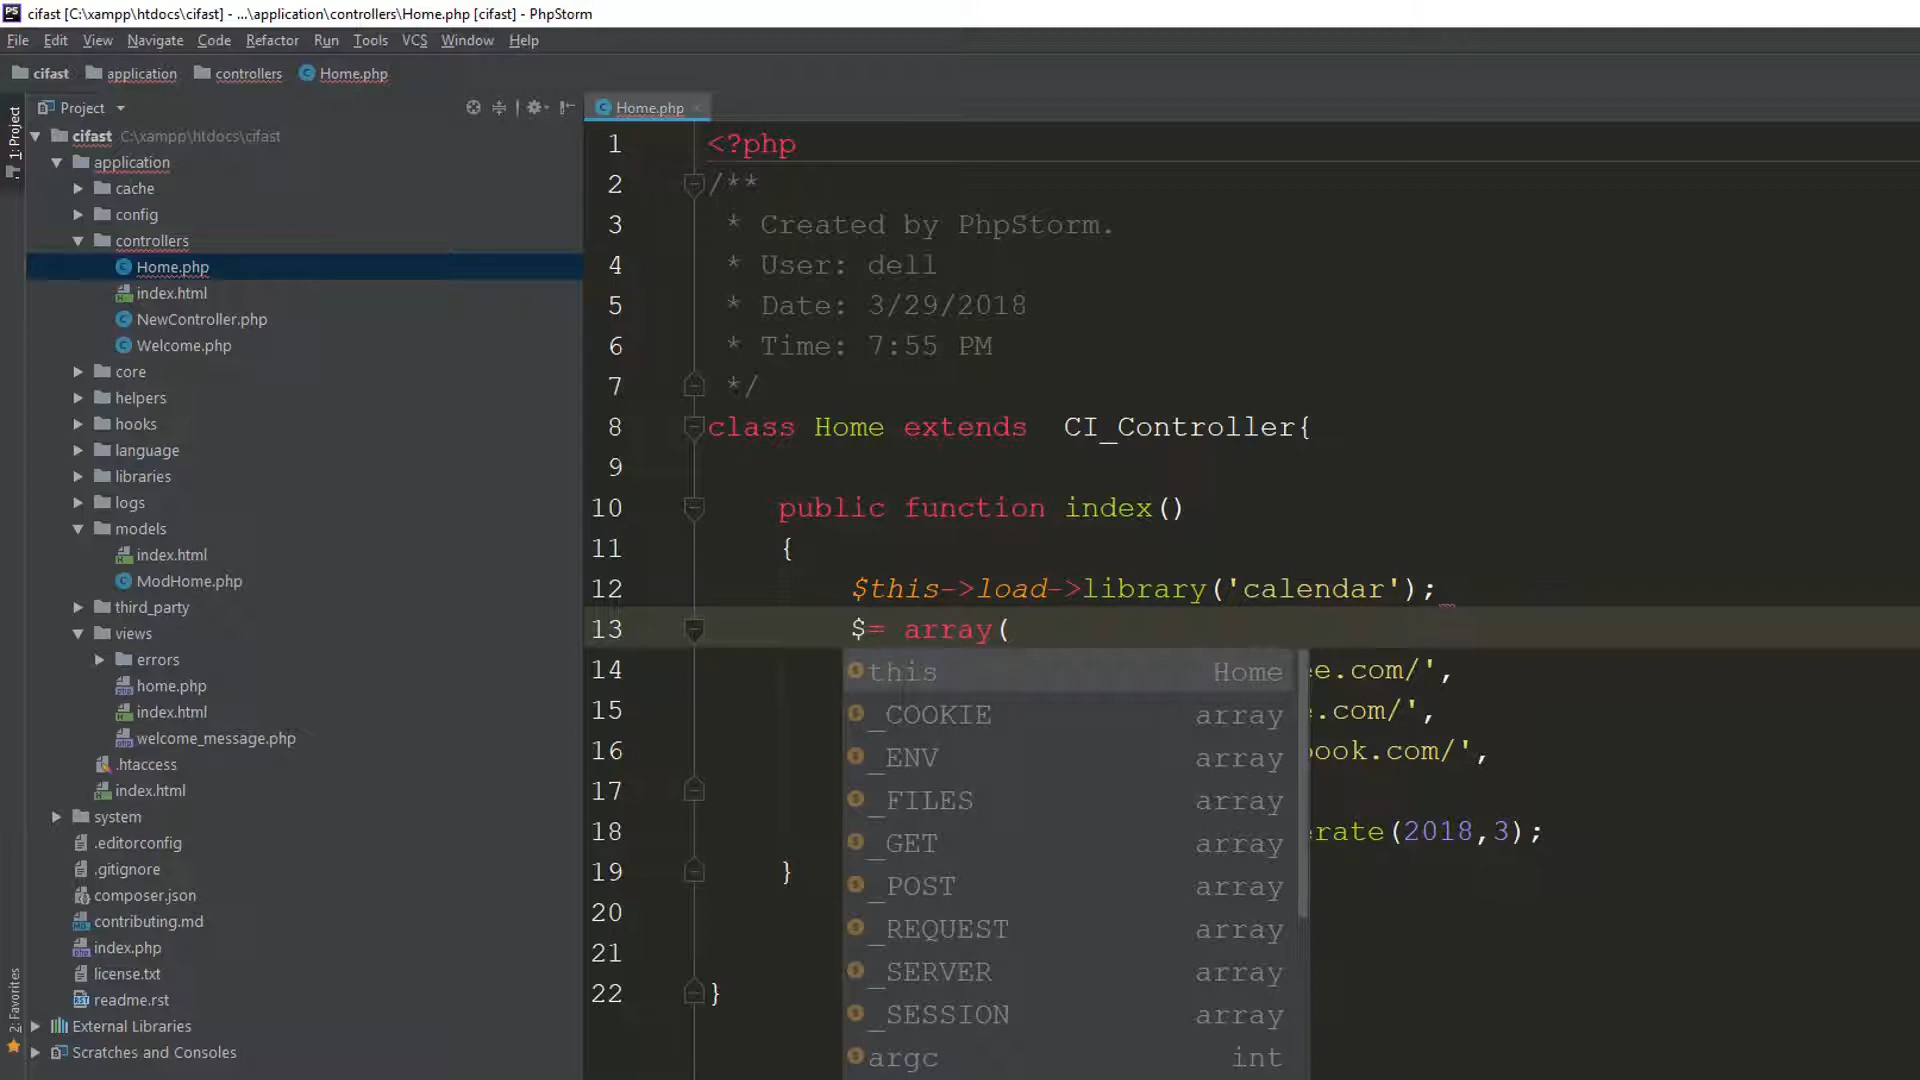 PS cifast [C:\xampp\htdocs\cifast] - ...\application\controllers\Home.php [cifast] - PhpStorm
File Edit View Navigate Code Refactor Run Tools VCS Window Help
cifast application controllers Home.php
1: Project
2: Favorites
Project
cifast C:\xampp\htdocs\cifast
application
cache
config
controllers
Home.php
index.html
NewController.php
Welcome.php
core
helpers
hooks
language
libraries
logs
models
index.html
ModHome.php
third_party
views
errors
home.php
index.html
welcome_message.php
.htaccess
index.html
system
.editorconfig
.gitignore
composer.json
contributing.md
index.php
license.txt
readme.rst
External Libraries
Scratches and Consoles
Home.php
1 <?php
2 /**
3 * Created by PhpStorm.
4 * User: dell
5 * Date: 3/29/2018
6 * Time: 7:55 PM
7 */
8 class Home extends CI_Controller{
9
10 public function index()
11 {
12 $this->load->library('calendar');
13 $= array(
14 e.com/',
15 .com/',
16 book.com/',
17
18 erate(2018,3);
19 }
20
21
22 }
this Home
_COOKIE array
_ENV array
_FILES array
_GET array
_POST array
_REQUEST array
_SERVER array
_SESSION array
argc int